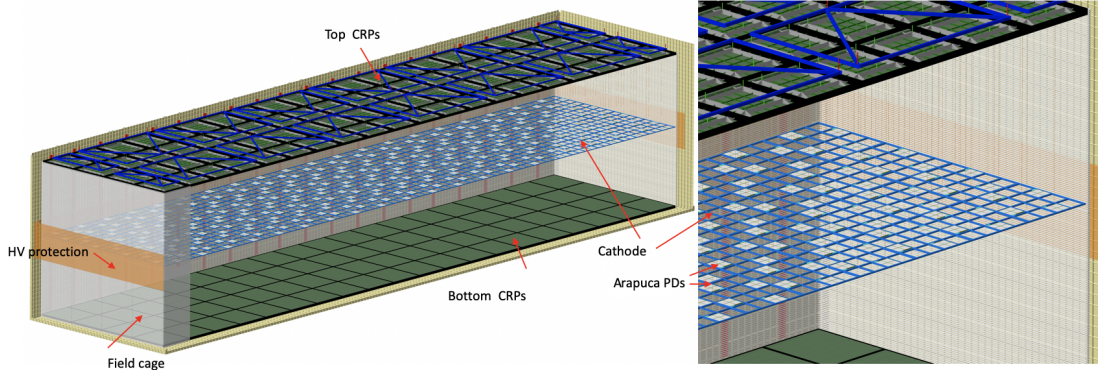 Top CRPs
HV protection
Cathode
Arapuca PDs
Bottom CRPs
Field cage